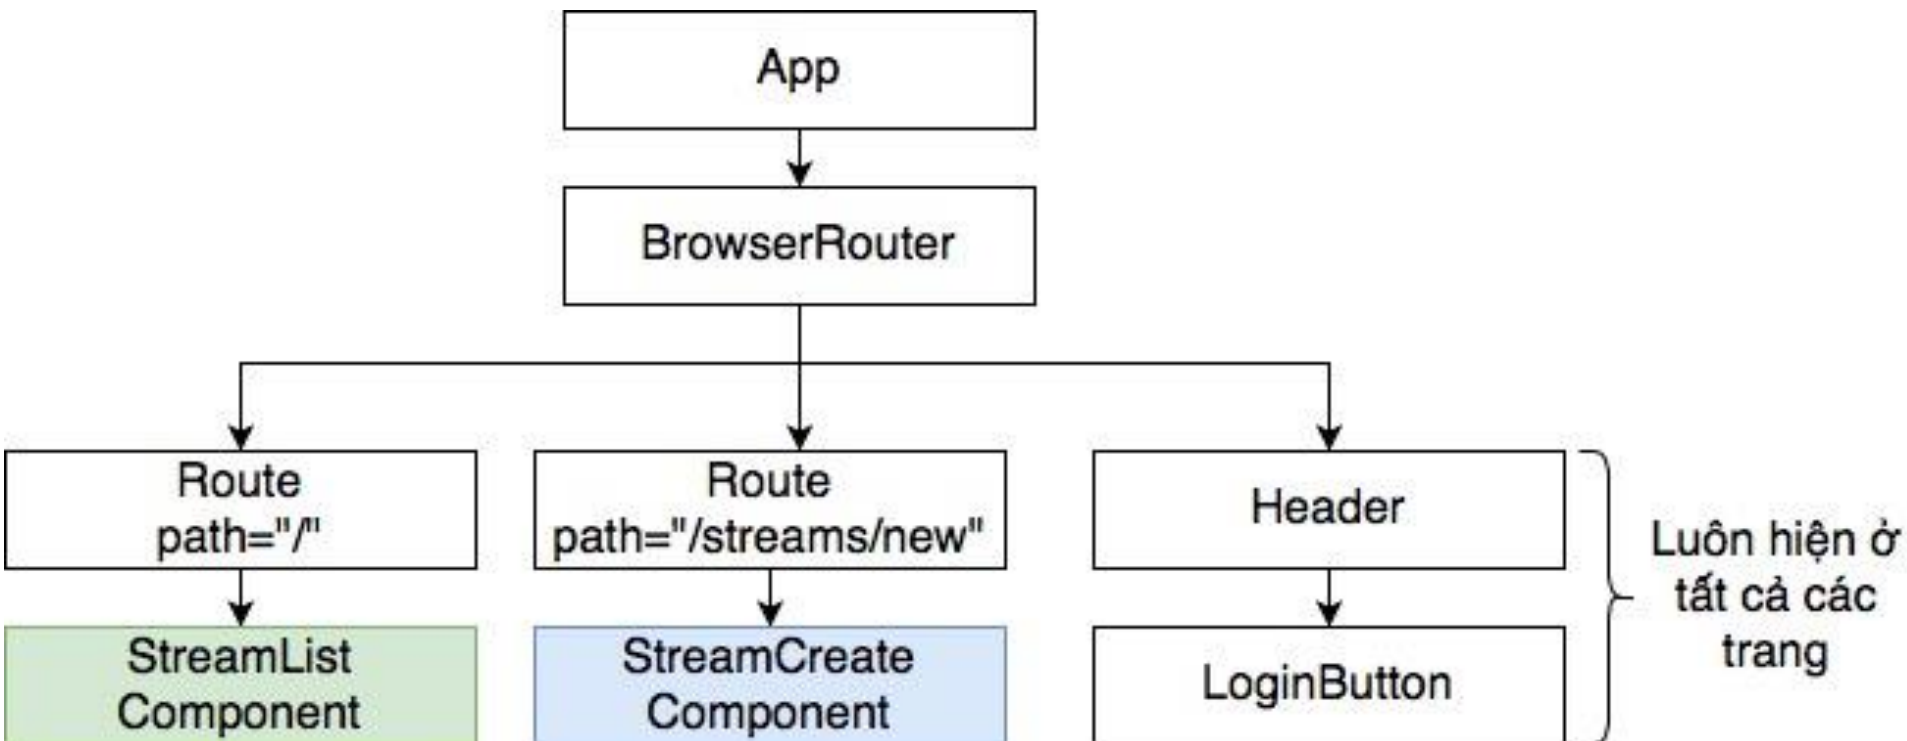 App
BrowserRouter
Route
path="/"
Route
path="/streams/new"
Header
Luôn hiện ở
tất cả các
trang
StreamList
Component
StreamCreate
Component
LoginButton